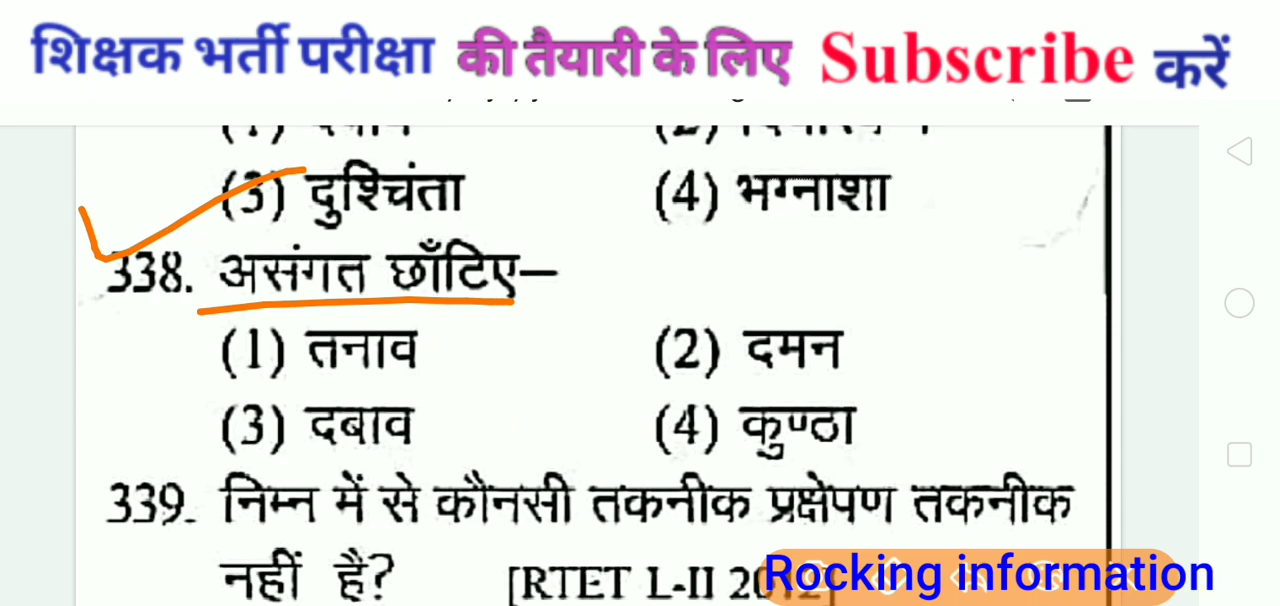 शिक्षक भर्ती परीक्षा की तैयारी के लिए Subscribe करें
(3) दुश्चिंता (4) भग्नाशा
338. असंगत छाँटिए—
(1) तनाव (2) दमन
(3) दबाव (4) कुण्ठा
339. निम्न में से कौनसी तकनीक प्रक्षेपण तकनीक
नहीं है? [RTET L-II 2012]
Rocking information